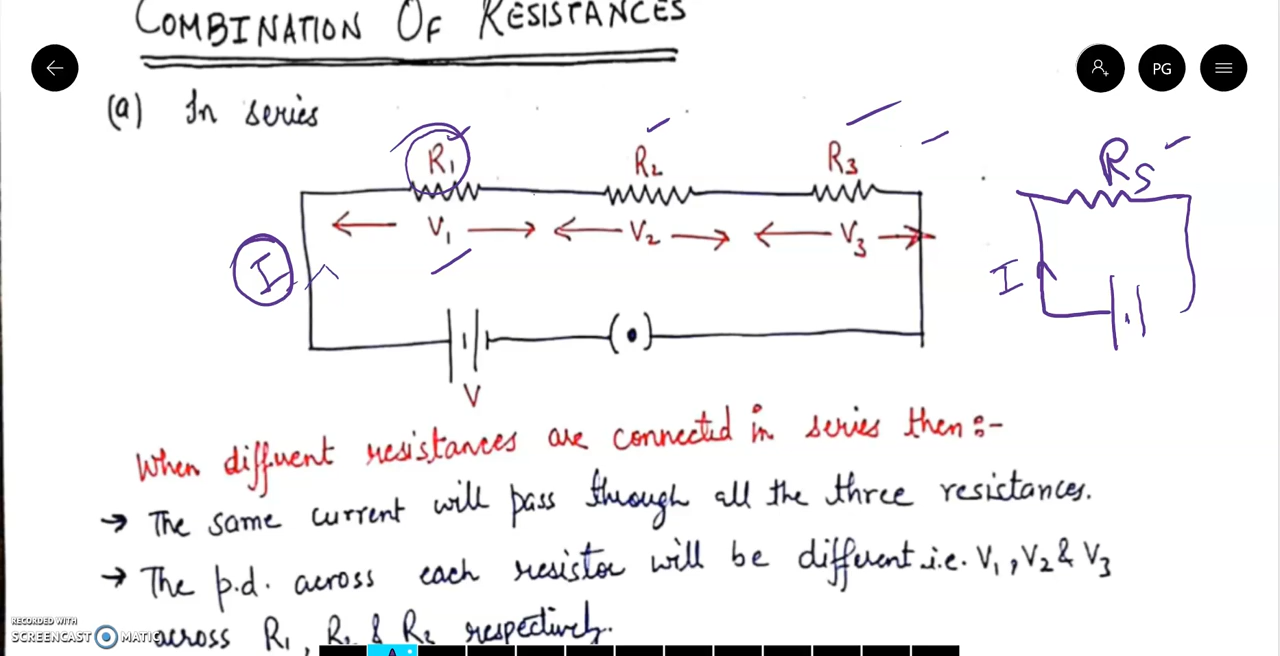 COMBINATION OF RESISTANCES
(a) In series
R1 R2 R3 RS
V1 V2 V3
I I
V
When diffuent resistances are connected in series then :-
→ The same current will pass through all the three resistances.
→ The p.d. across each resistor will be different i.e. V1, V2 & V3
across R1, R2 & R3 respectively.
PG
RECORDED WITH
SCREENCAST MATIC